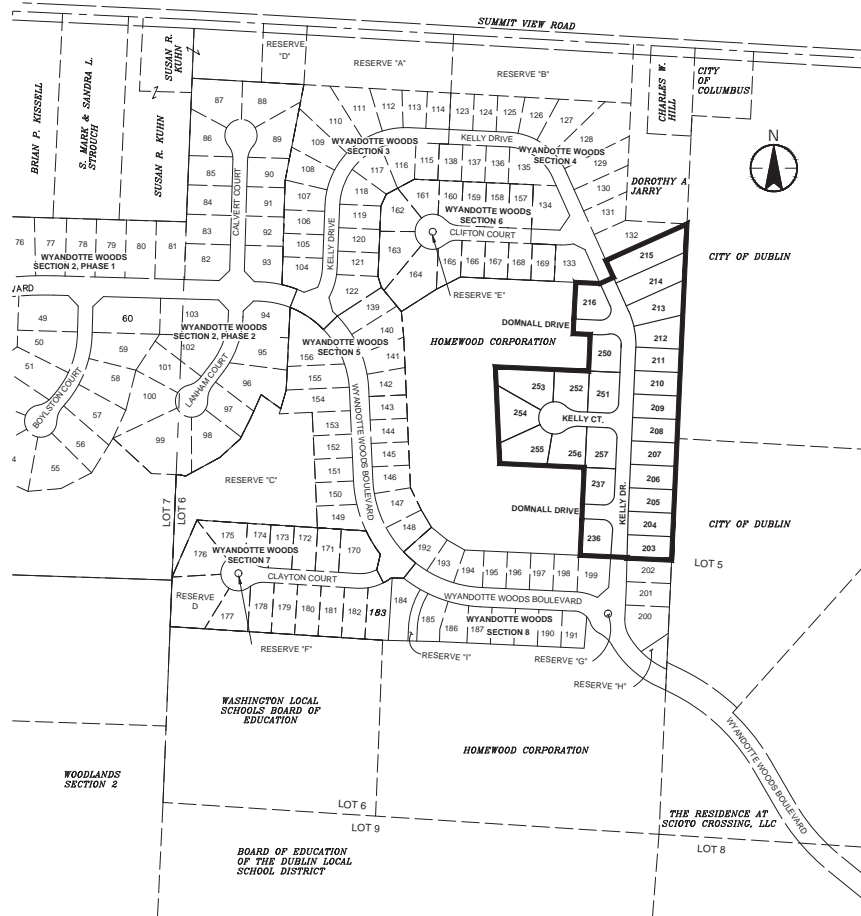 SUMMIT VIEW ROAD
SUSAN R.
KUHN
RESERVE
"D"
RESERVE "A"
RESERVE "B"
CHARLES W.
HILL
CITY
OF
COLUMBUS
BRIAN P. KISSELL
S. MARK & SANDRA L.
STROUCH
SUSAN R. KUHN
87
88
86
89
85
90
84
91
83
92
82
93
CALVERT COURT
110
111
112
113
114
123
124
125
126
127
128
129
130
131
132
KELLY DRIVE
109
WYANDOTTE WOODS
SECTION 3
WYANDOTTE WOODS
SECTION 4
108
117
116
115
138
137
136
135
134
107
118
106
119
105
120
104
121
122
KELLY DRIVE
N
DOROTHY A
JARRY
161
160
159
158
157
162
WYANDOTTE WOODS
SECTION 6
CLIFTON COURT
163
164
165
166
167
168
169
133
RESERVE "E"
76
77
78
79
80
81
WYANDOTTE WOODS
SECTION 2, PHASE 1
VARD
CITY OF DUBLIN
215
214
213
212
211
210
209
208
207
206
205
204
203
216
DOMNALL DRIVE
HOMEWOOD CORPORATION
250
253
252
251
254
KELLY CT.
255
256
257
237
DOMNALL DRIVE
236
KELLY DR.
49
60
103
94
50
59
WYANDOTTE WOODS
SECTION 2, PHASE 2
102
95
51
58
101
96
BOYLSTON COURT
57
100
LANHAM COURT
97
56
99
98
4
55
139
140
WYANDOTTE WOODS
SECTION 5
156
141
155
142
154
143
153
144
152
145
151
146
150
147
149
148
WYANDOTTE WOODS BOULEVARD
RESERVE "C"
LOT 7
LOT 6
CITY OF DUBLIN
LOT 5
176
175
174
173
172
171
170
WYANDOTTE WOODS
SECTION 7
CLAYTON COURT
RESERVE
D
177
178
179
180
181
182
183
184
RESERVE "F"
192
193
194
195
196
197
198
199
202
201
200
WYANDOTTE WOODS BOULEVARD
185
186
187
190
191
WYANDOTTE WOODS
SECTION 8
RESERVE "I"
RESERVE "G"
RESERVE "H"
WASHINGTON LOCAL
SCHOOLS BOARD OF
EDUCATION
HOMEWOOD CORPORATION
WYANDOTTE WOODS BOULEVARD
WOODLANDS
SECTION 2
LOT 6
LOT 9
THE RESIDENCE AT
SCIOTO CROSSING, LLC
LOT 8
BOARD OF EDUCATION
OF THE DUBLIN LOCAL
SCHOOL DISTRICT